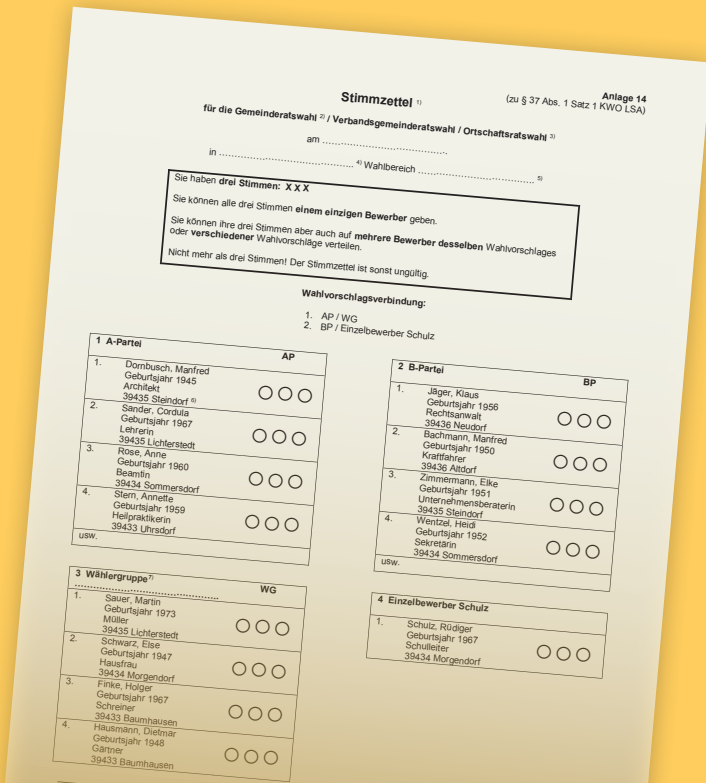 Anlage 14
(zu § 37 Abs. 1 Satz 1 KWO LSA)
Stimmzettel 1)
für die Gemeinderatswahl 2) / Verbandsgemeinderatswahl / Ortschaftsratswahl 3)
am ..........................................
in .............................................. 4) Wahlbereich ........................................ 5)
Sie haben drei Stimmen: X X X
Sie können alle drei Stimmen einem einzigen Bewerber geben.
Sie können ihre drei Stimmen aber auch auf mehrere Bewerber desselben Wahlvorschlages
oder verschiedener Wahlvorschläge verteilen.
Nicht mehr als drei Stimmen! Der Stimmzettel ist sonst ungültig.
Wahlvorschlagsverbindung:
1. AP / WG
2. BP / Einzelbewerber Schulz
1 A-Partei
AP
1. Dornbusch, Manfred
Geburtsjahr 1945
Architekt
39435 Steindorf 6)
2. Sander, Cordula
Geburtsjahr 1967
Lehrerin
39435 Lichterstedt
3. Rose, Anne
Geburtsjahr 1960
Beamtin
39434 Sommersdorf
4. Stern, Annette
Geburtsjahr 1959
Heilpraktikerin
39433 Uhrsdorf
usw.
2 B-Partei
BP
1. Jäger, Klaus
Geburtsjahr 1956
Rechtsanwalt
39436 Neudorf
2. Bachmann, Manfred
Geburtsjahr 1950
Kraftfahrer
39436 Altdorf
3. Zimmermann, Elke
Geburtsjahr 1951
Unternehmensberaterin
39435 Steindorf
4. Wentzel, Heidi
Geburtsjahr 1952
Sekretärin
39434 Sommersdorf
usw.
3 Wählergruppe 7)
WG
................................................
1. Sauer, Martin
Geburtsjahr 1973
Müller
39435 Lichterstedt
2. Schwarz, Else
Geburtsjahr 1947
Hausfrau
39434 Morgendorf
3. Finke, Holger
Geburtsjahr 1967
Schreiner
39433 Baumhausen
4. Hausmann, Dietmar
Geburtsjahr 1948
Gärtner
39433 Baumhausen
4 Einzelbewerber Schulz
1. Schulz, Rüdiger
Geburtsjahr 1967
Schulleiter
39434 Morgendorf